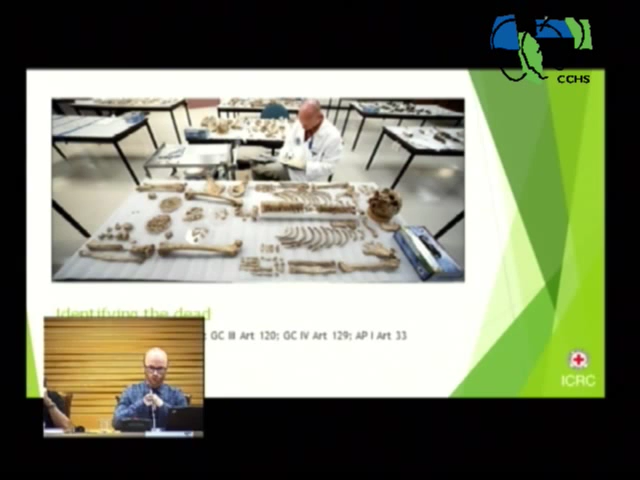 CCHS
Identifying the dead
; GC III Art 120; GC IV Art 129; AP I Art 33
ICRC